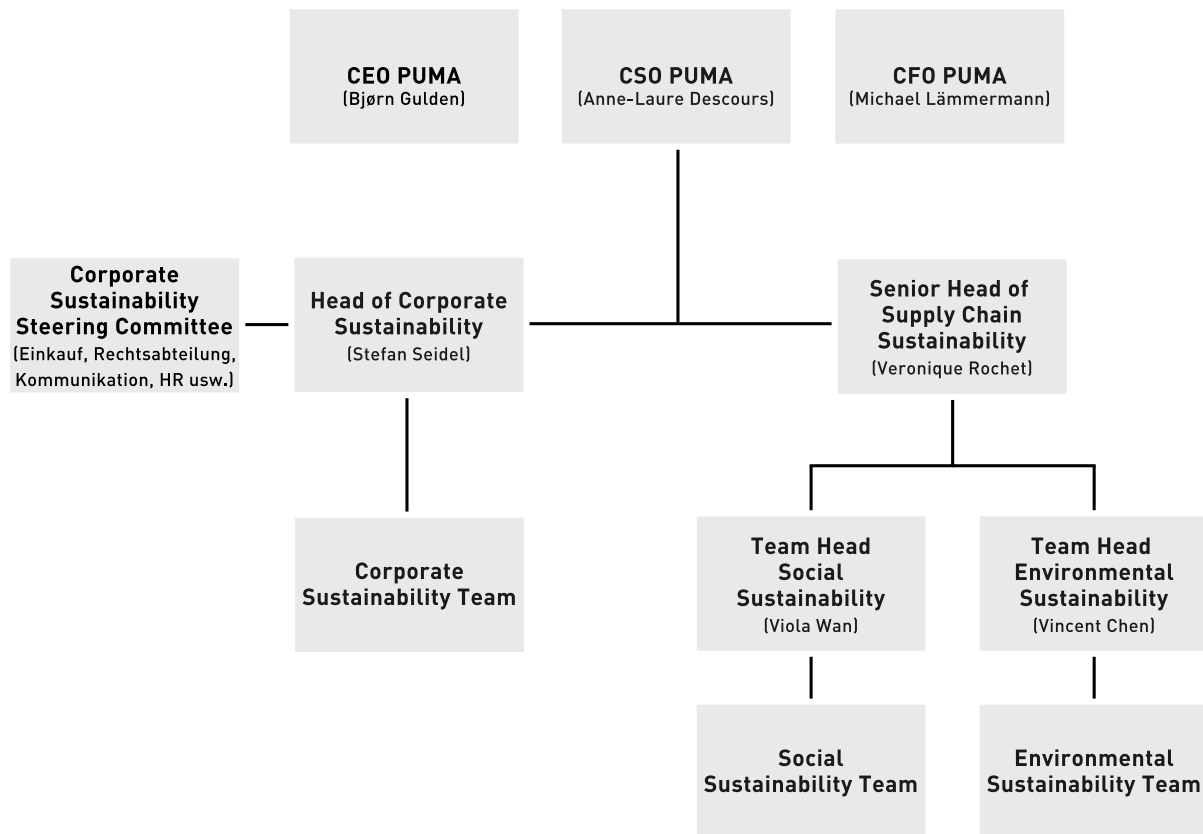 CEO PUMA
(Bjørn Gulden)
CSO PUMA
(Anne-Laure Descours)
CFO PUMA
(Michael Lämmermann)
Corporate
Sustainability
Steering Committee
(Einkauf, Rechtsabteilung,
Kommunikation, HR usw.)
Head of Corporate
Sustainability
(Stefan Seidel)
Senior Head of
Supply Chain
Sustainability
(Veronique Rochet)
Corporate
Sustainability Team
Team Head
Social
Sustainability
(Viola Wan)
Team Head
Environmental
Sustainability
(Vincent Chen)
Social
Sustainability Team
Environmental
Sustainability Team